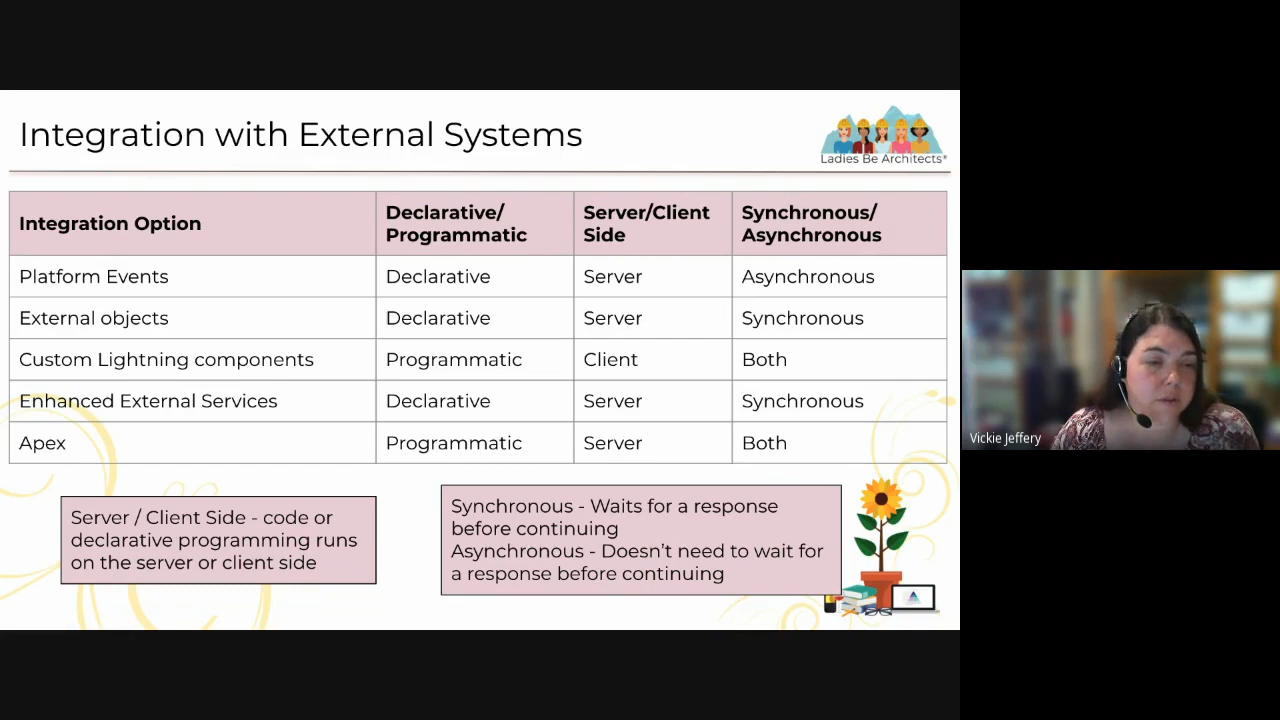 Integration with External Systems
Ladies Be Architects®
Integration Option
Declarative/
Programmatic
Server/Client
Side
Synchronous/
Asynchronous
Platform Events
Declarative
Server
Asynchronous
External objects
Declarative
Server
Synchronous
Custom Lightning components
Programmatic
Client
Both
Enhanced External Services
Declarative
Server
Synchronous
Apex
Programmatic
Server
Both
Server / Client Side - code or
declarative programming runs
on the server or client side
Synchronous - Waits for a response
before continuing
Asynchronous - Doesn't need to wait for
a response before continuing
Vickie Jeffery